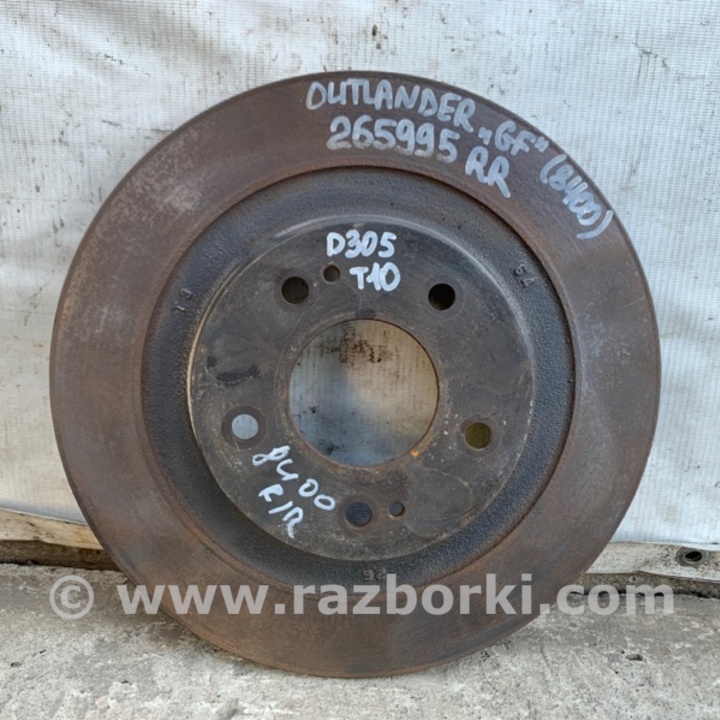 OUTLANDER „GF" (8400)
265995 RR
D305
T10
8400
R/R
© www.razborki.com